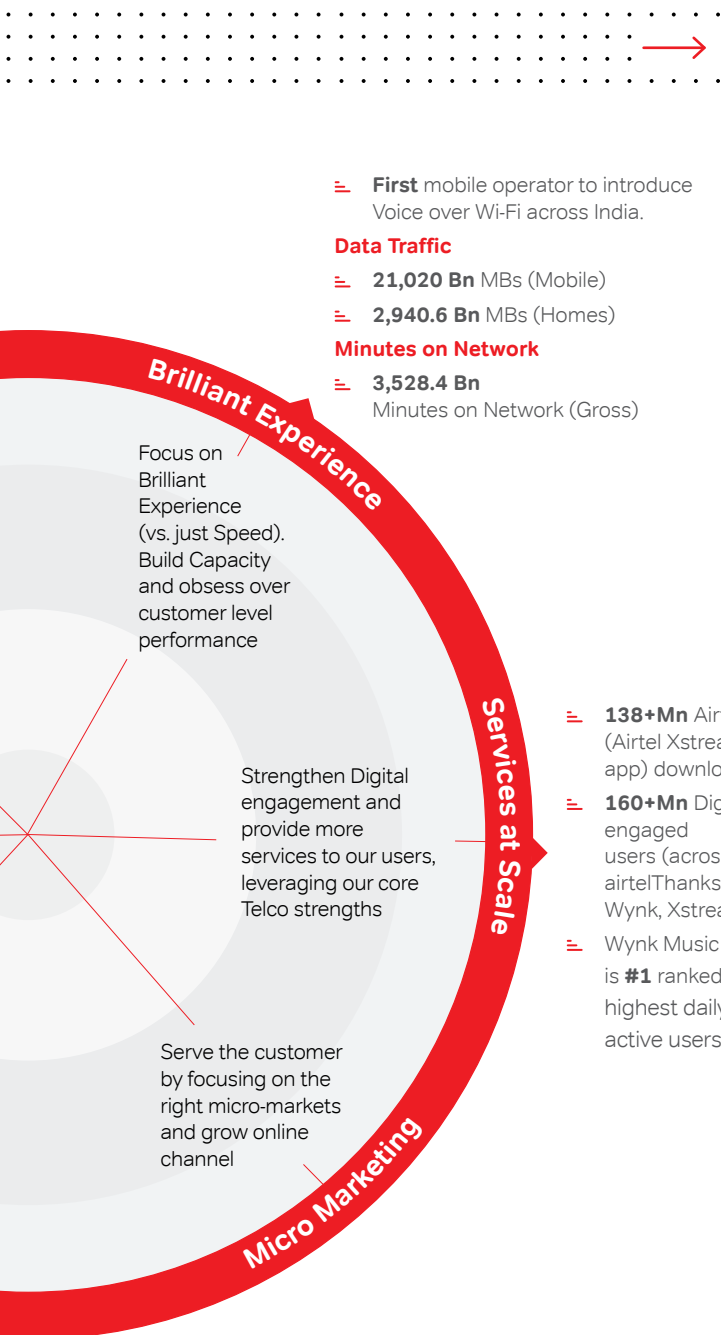 First mobile operator to introduce
Voice over Wi-Fi across India.
Data Traffic
21,020 Bn MBs (Mobile)
2,940.6 Bn MBs (Homes)
Minutes on Network
3,528.4 Bn
Minutes on Network (Gross)
Brilliant Experience
Focus on
Brilliant
Experience
(vs. just Speed).
Build Capacity
and obsess over
customer level
performance
Services at Scale
Strengthen Digital
engagement and
provide more
services to our users,
leveraging our core
Telco strengths
138+Mn
(Airtel
app)
160+Mn
engaged
users
airtelThanks
Wynk,
Wynk Music
is #1 ranked
highest daily
active users
Serve the customer
by focusing on the
right micro-markets
and grow online
channel
Micro Marketing